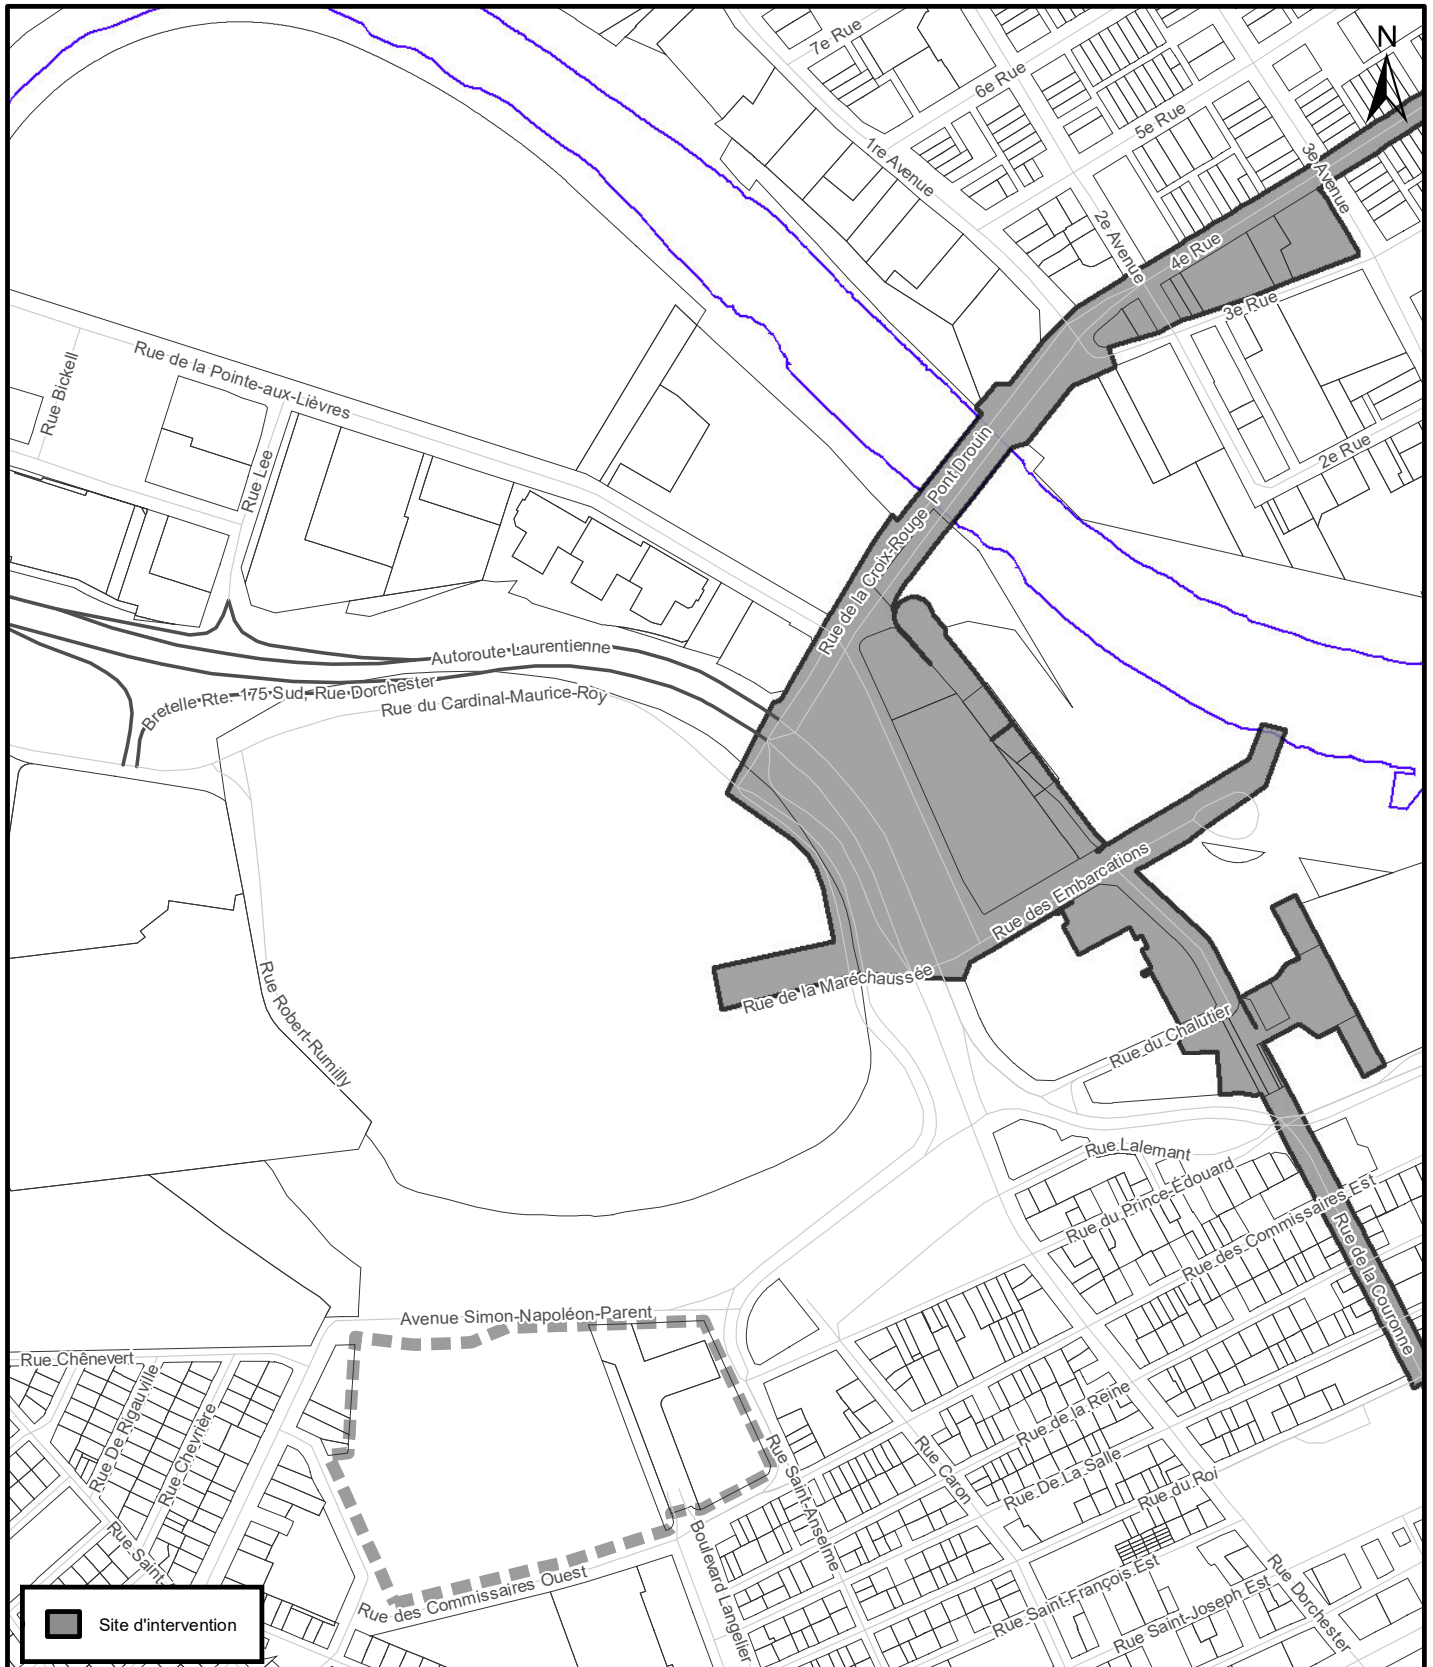 7e Rue
N
6e Rue
5e Rue
1re Avenue
3e Avenue
2e Avenue
4e Rue
3e Rue
Rue de la Pointe-aux-Lièvres
Rue Bickell
Rue Lee
2e Rue
Pont Drouin
Rue de la Croix-Rouge
Autoroute Laurentienne
Bretelle Rte. 175 Sud, Rue Dorchester
Rue du Cardinal-Maurice-Roy
Rue des Embarcations
Rue de la Maréchaussée
Rue Robert-Rumilly
Rue du Chalutier
Rue Lalemant
Rue du Prince-Édouard
Rue des Commissaires Est
Rue de la Couronne
Avenue Simon-Napoléon-Parent
Rue Chênevert
Rue De Rigauville
Rue Chevrière
Rue de la Reine
Rue Saint-Anselme
Rue Caron
Rue De La Salle
Rue du Roi
Rue Saint-
Boulevard Langelier
Rue des Commissaires Ouest
Rue Saint-François Est
Rue Saint-Joseph Est
Rue Dorchester
Site d'intervention